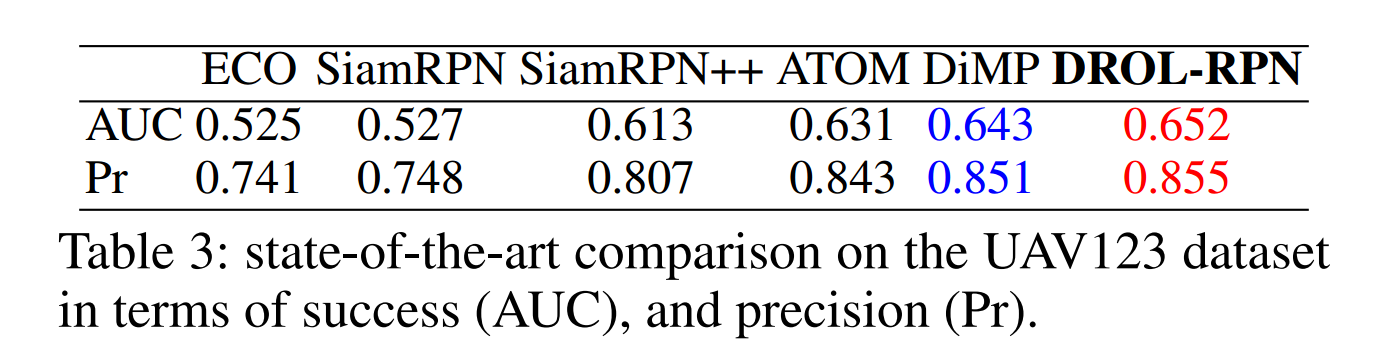 ECO SiamRPN SiamRPN++ ATOM DiMP DROL-RPN
AUC 0.525 0.527 0.613 0.631 0.643 0.652
Pr 0.741 0.748 0.807 0.843 0.851 0.855
Table 3: state-of-the-art comparison on the UAV123 dataset
in terms of success (AUC), and precision (Pr).